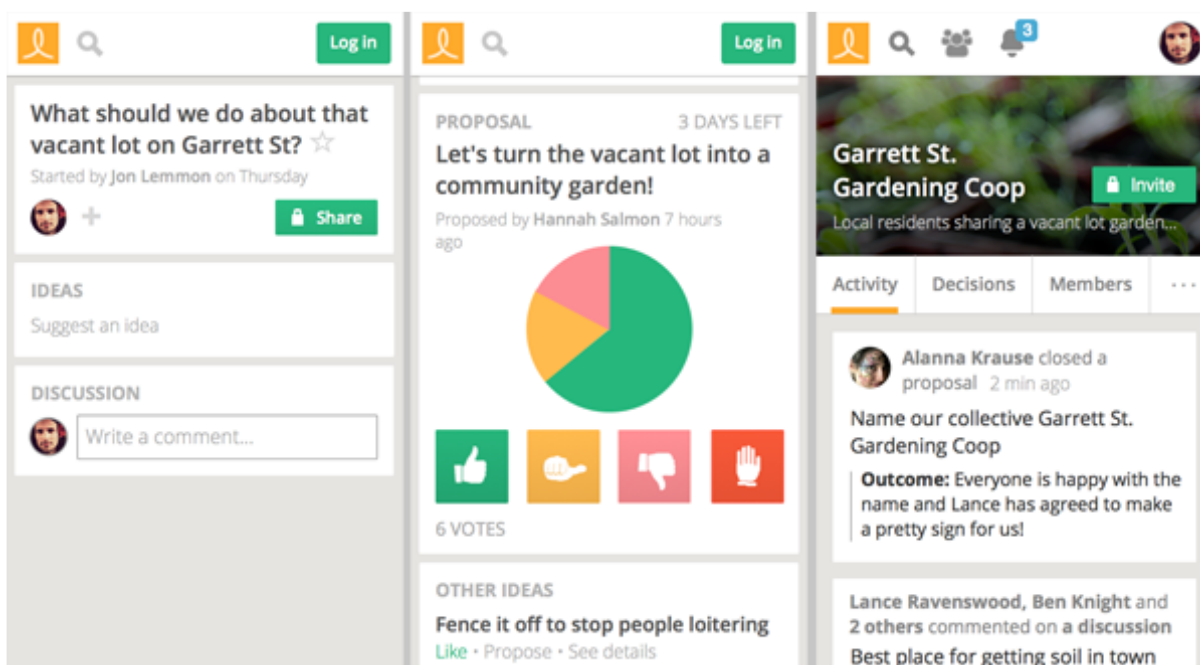 Log in
What should we do about that
vacant lot on Garrett St?
Started by Jon Lemmon on Thursday
Share
IDEAS
Suggest an idea
DISCUSSION
Write a comment...
Log in
PROPOSAL
3 DAYS LEFT
Let's turn the vacant lot into a
community garden!
Proposed by Hannah Salmon 7 hours
ago
6 VOTES
OTHER IDEAS
Fence it off to stop people loitering
Like • Propose • See details
3
Garrett St.
Gardening Coop
Invite
Local residents sharing a vacant lot garden...
Activity
Decisions
Members
...
Alanna Krause closed a
proposal 2 min ago
Name our collective Garrett St.
Gardening Coop
Outcome: Everyone is happy with the
name and Lance has agreed to make
a pretty sign for us!
Lance Ravenswood, Ben Knight and
2 others commented on a discussion
Best place for getting soil in town